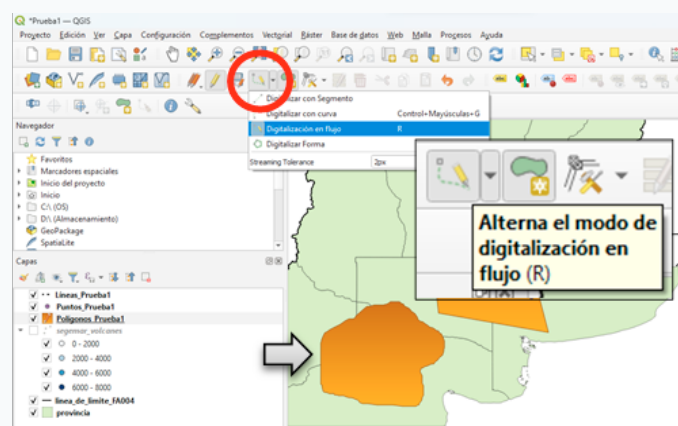 *Prueba1 — QGIS
Proyecto Edición Ver Capa Configuración Complementos Vectorial Ráster Base de datos Web Malla Procesos Ayuda
Digitalizar con Segmento
Digitalizar con curva Control+Mayúsculas+G
Digitalización en flujo R
Digitalizar Forma
Streaming Tolerance 2px
Navegador
Favoritos
Marcadores espaciales
Inicio del proyecto
Inicio
C:\ (OS)
D:\ (Almacenamiento)
GeoPackage
SpatiaLite
Alterna el modo de
digitalización en
flujo (R)
Capas
Líneas_Prueba1
Puntos_Prueba1
Polígonos_Prueba1
segemar_volcanes
0 - 2000
2000 - 4000
4000 - 6000
6000 - 8000
linea_de_limite_FA004
provincia